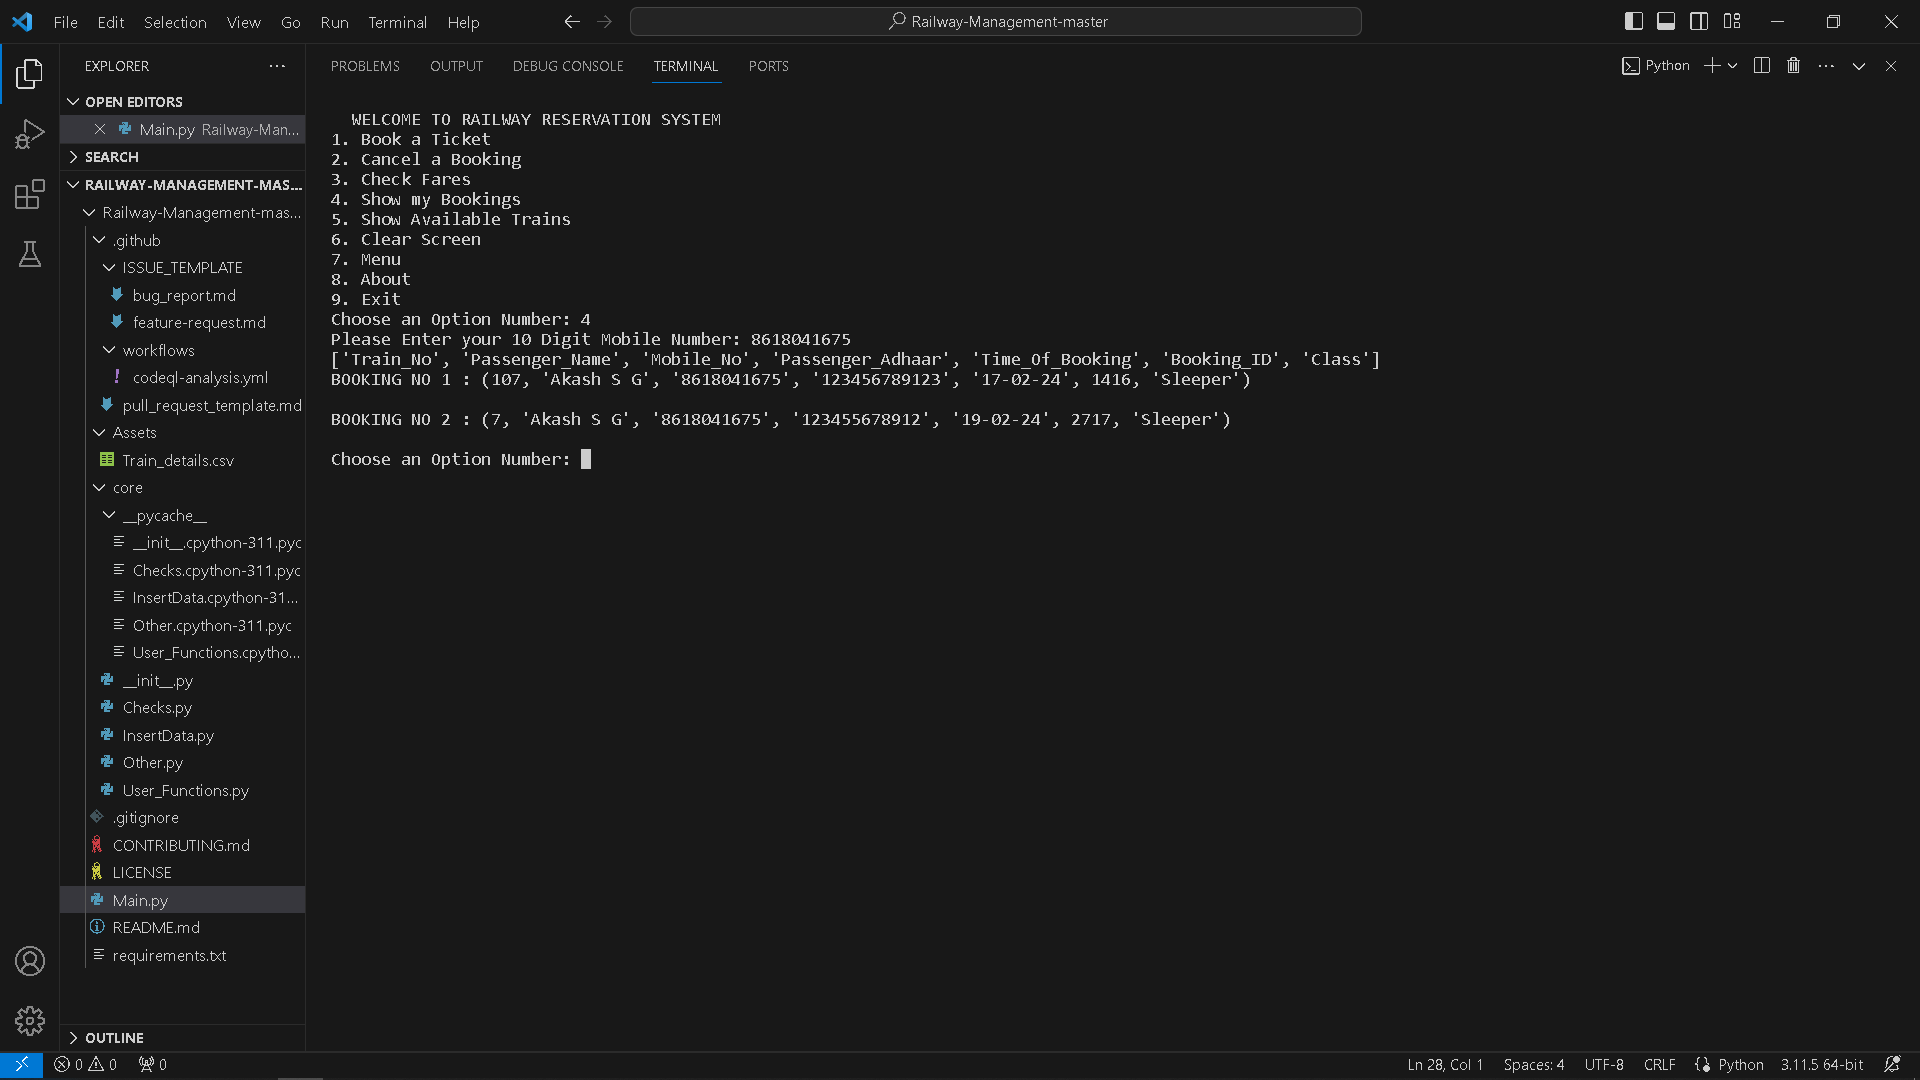 File Edit Selection View Go Run Terminal Help
Railway-Management-master
EXPLORER
OPEN EDITORS
Main.py Railway-Man...
SEARCH
RAILWAY-MANAGEMENT-MAS...
Railway-Management-mas...
.github
ISSUE_TEMPLATE
bug_report.md
feature-request.md
workflows
codeql-analysis.yml
pull_request_template.md
Assets
Train_details.csv
core
__pycache__
__init__.cpython-311.pyc
Checks.cpython-311.pyc
InsertData.cpython-31...
Other.cpython-311.pyc
User_Functions.cpytho...
__init__.py
Checks.py
InsertData.py
Other.py
User_Functions.py
.gitignore
CONTRIBUTING.md
LICENSE
Main.py
README.md
requirements.txt
OUTLINE
PROBLEMS OUTPUT DEBUG CONSOLE TERMINAL PORTS
Python
WELCOME TO RAILWAY RESERVATION SYSTEM
1. Book a Ticket
2. Cancel a Booking
3. Check Fares
4. Show my Bookings
5. Show Available Trains
6. Clear Screen
7. Menu
8. About
9. Exit
Choose an Option Number: 4
Please Enter your 10 Digit Mobile Number: 8618041675
['Train_No', 'Passenger_Name', 'Mobile_No', 'Passenger_Adhaar', 'Time_Of_Booking', 'Booking_ID', 'Class']
BOOKING NO 1 : (107, 'Akash S G', '8618041675', '123456789123', '17-02-24', 1416, 'Sleeper')
BOOKING NO 2 : (7, 'Akash S G', '8618041675', '123455678912', '19-02-24', 2717, 'Sleeper')
Choose an Option Number:
0 0 0
Ln 28, Col 1 Spaces: 4 UTF-8 CRLF Python 3.11.5 64-bit